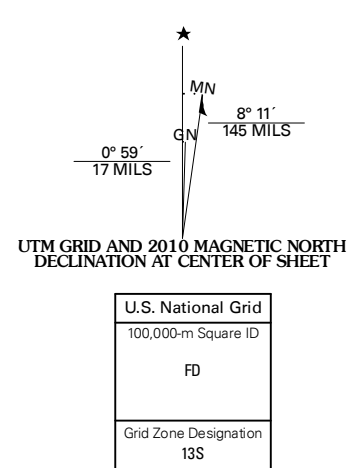 MN
8° 11´
145 MILS
GN
0° 59´
17 MILS
UTM GRID AND 2010 MAGNETIC NORTH
DECLINATION AT CENTER OF SHEET
U.S. National Grid
100,000-m Square ID
FD
Grid Zone Designation
13S